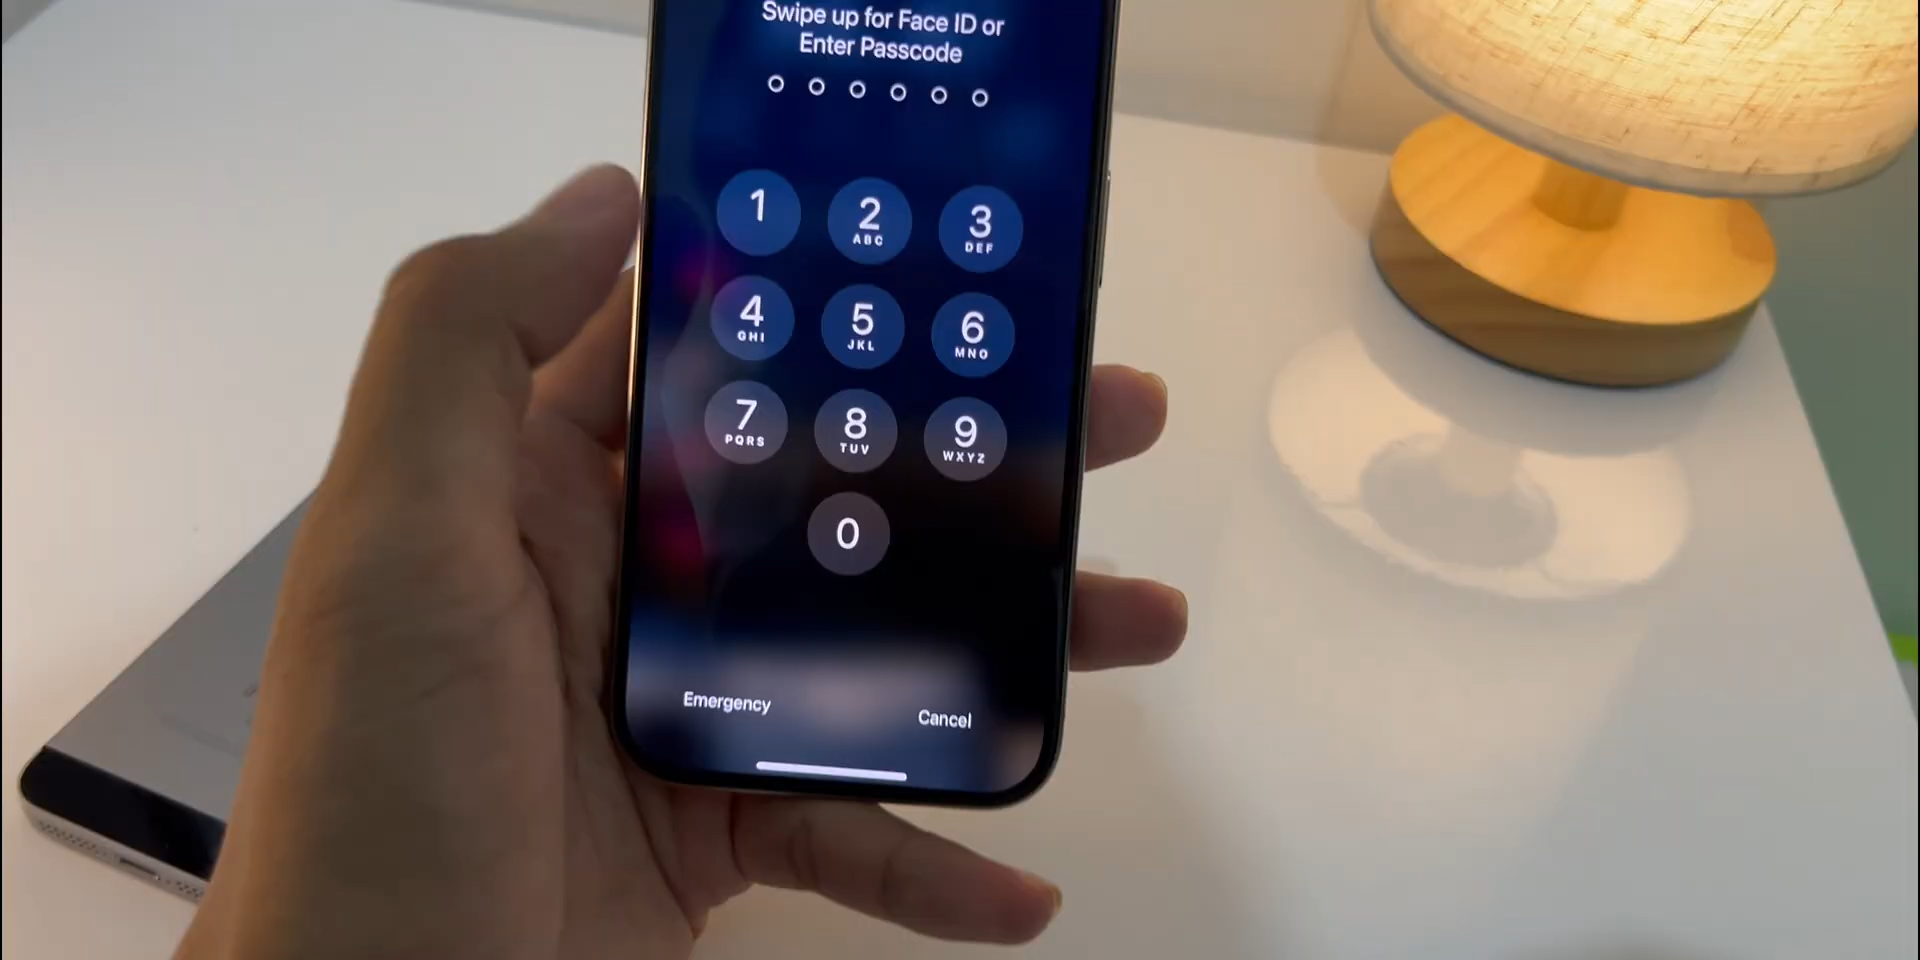 Swipe up for Face ID or
Enter Passcode
1 2 3
ABC DEF
4 5 6
GHI JKL MNO
7 8 9
PQRS TUV WXYZ
0
Emergency Cancel